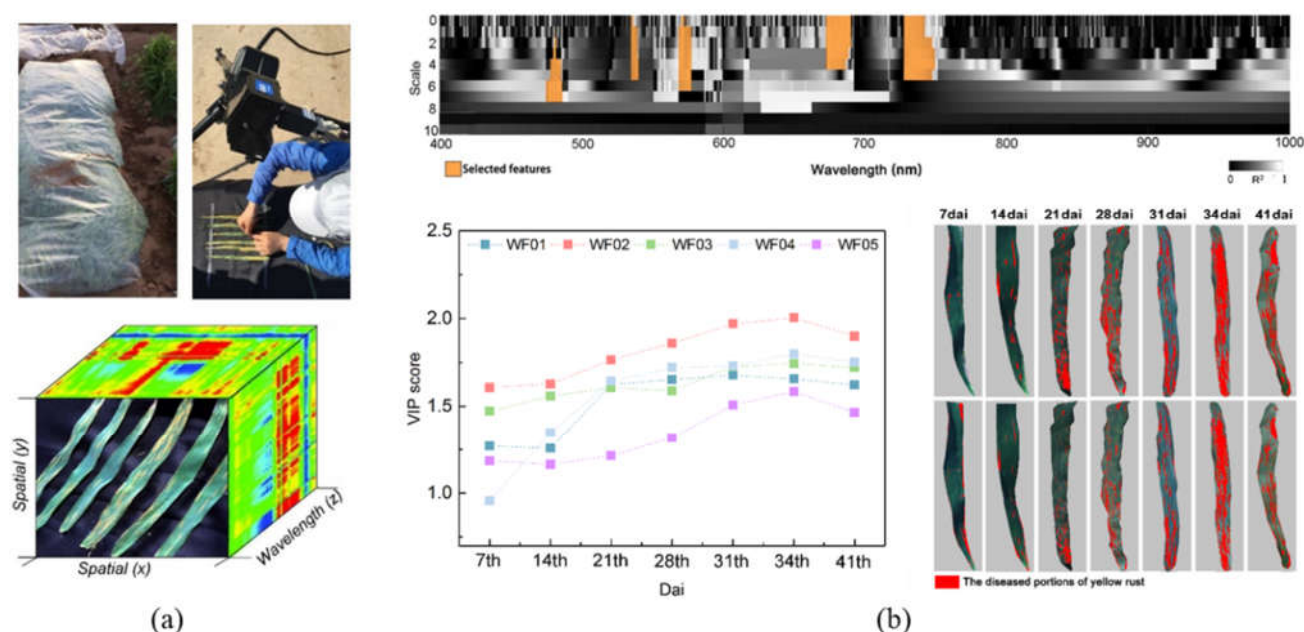 0
2
4
6
8
10
Scale
400
500
600
700
800
900
1000
Wavelength (nm)
Selected features
0 R² 1
2.5
2.0
1.5
1.0
VIP score
WF01 WF02 WF03 WF04 WF05
7th 14th 21th 28th 31th 34th 41th
Dai
7dai 14dai 21dai 28dai 31dai 34dai 41dai
The diseased portions of yellow rust
Spatial (y)
Spatial (x)
Wavelength (z)
(a)
(b)